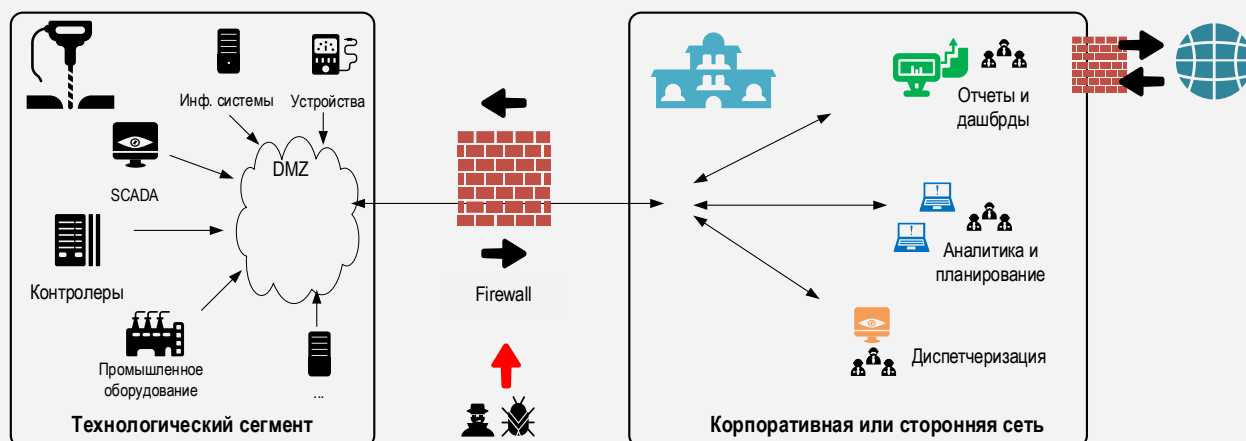 Инф. системы
Устройства
DMZ
SCADA
Контролеры
Промышленное
оборудование
...
Технологический сегмент
Firewall
Отчеты и
дашбрды
Аналитика и
планирование
Диспетчеризация
Корпоративная или сторонняя сеть